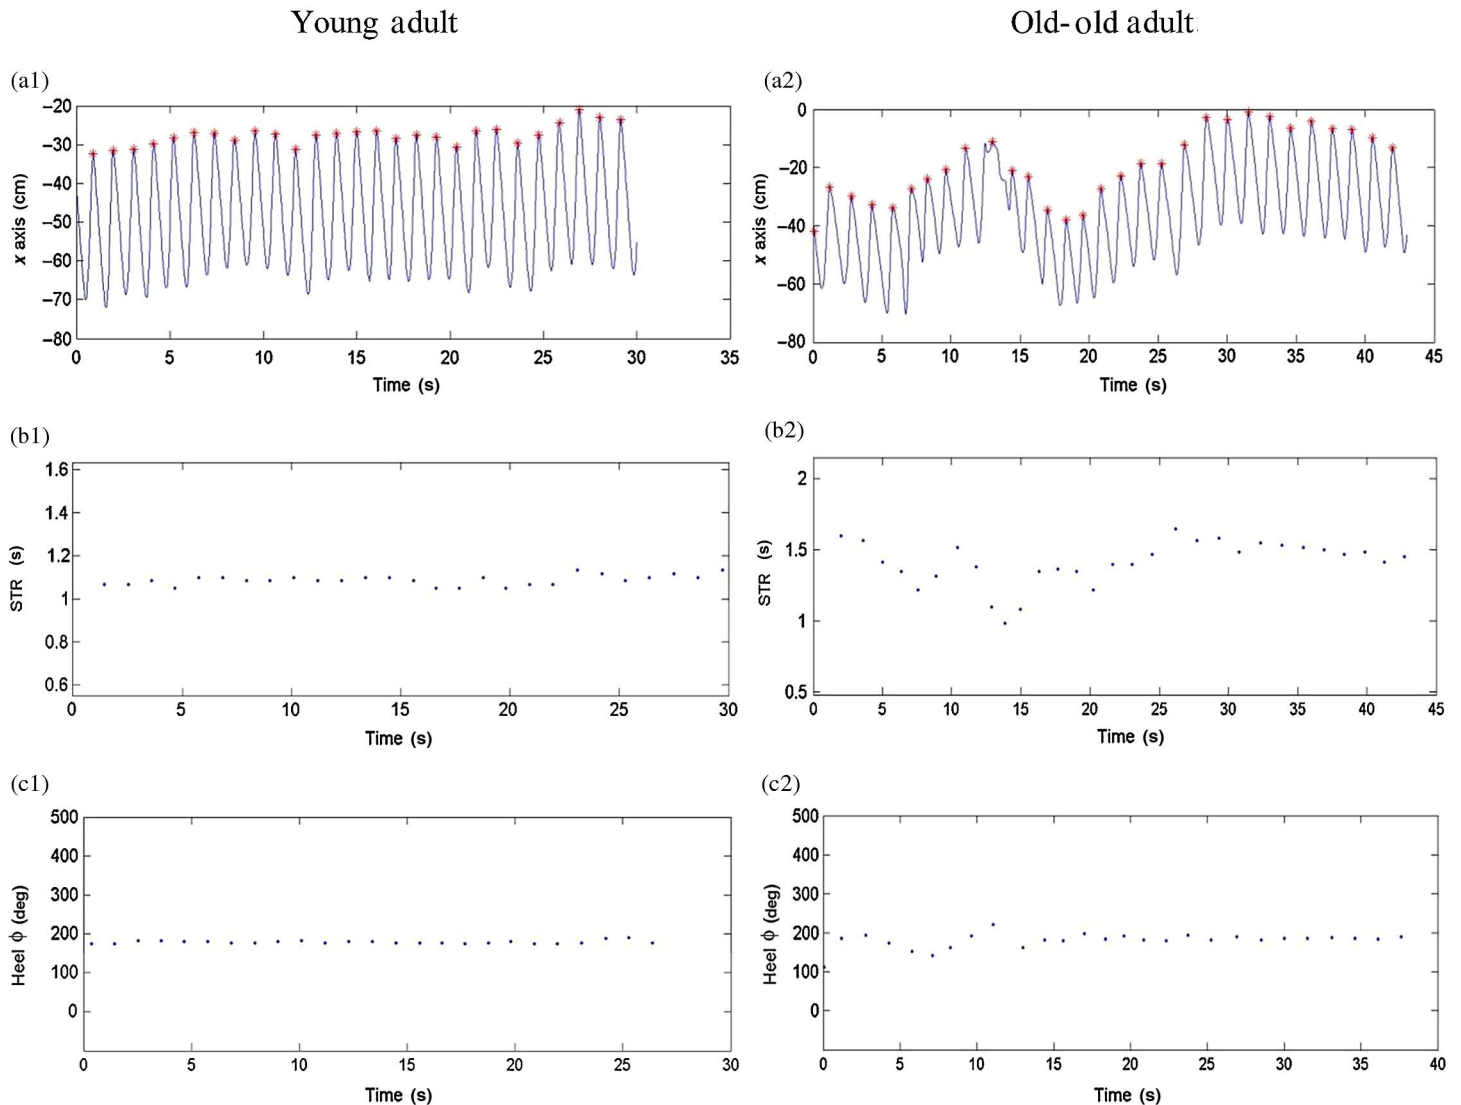 Young adult
Old-old adult
(a1)
−20
−30
−40
−50
−60
−70
−80
x axis (cm)
0 5 10 15 20 25 30 35
Time (s)
(a2)
0
−20
−40
−60
−80
x axis (cm)
0 5 10 15 20 25 30 35 40 45
Time (s)
(b1)
1.6
1.4
1.2
1
0.8
0.6
STR (s)
0 5 10 15 20 25 30
Time (s)
(b2)
2
1.5
1
0.5
STR (s)
0 5 10 15 20 25 30 35 40 45
Time (s)
(c1)
500
400
300
200
100
0
Heel ϕ (deg)
0 5 10 15 20 25 30
Time (s)
(c2)
500
400
300
200
100
0
Heel ϕ (deg)
0 5 10 15 20 25 30 35 40
Time (s)